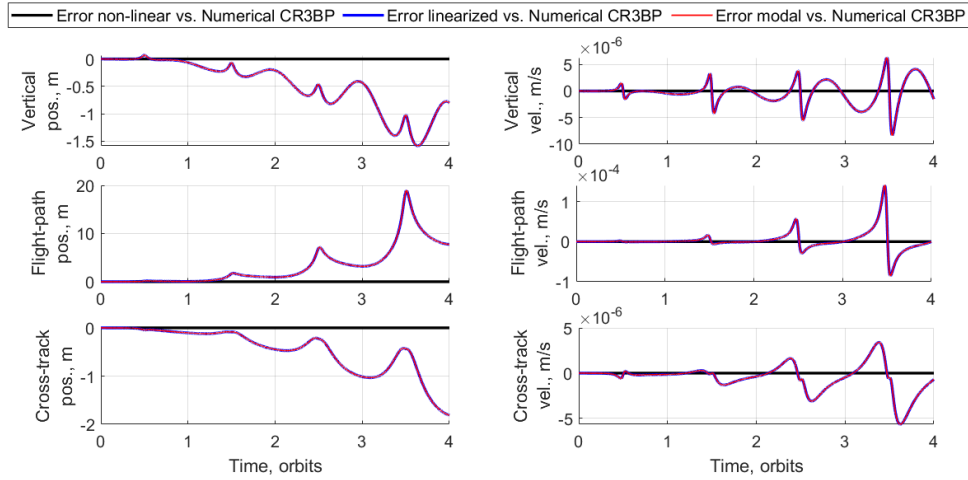 Error non-linear vs. Numerical CR3BP Error linearized vs. Numerical CR3BP Error modal vs. Numerical CR3BP
Vertical
pos., m
0
-0.5
-1
-1.5
0 1 2 3 4
×10⁻⁶
Vertical
vel., m/s
5
0
-5
-10
0 1 2 3 4
Flight-path
pos., m
20
10
0
0 1 2 3 4
×10⁻⁴
Flight-path
vel., m/s
1
0
-1
0 1 2 3 4
Cross-track
pos., m
0
-1
-2
0 1 2 3 4
Time, orbits
×10⁻⁶
Cross-track
vel., m/s
5
0
-5
0 1 2 3 4
Time, orbits